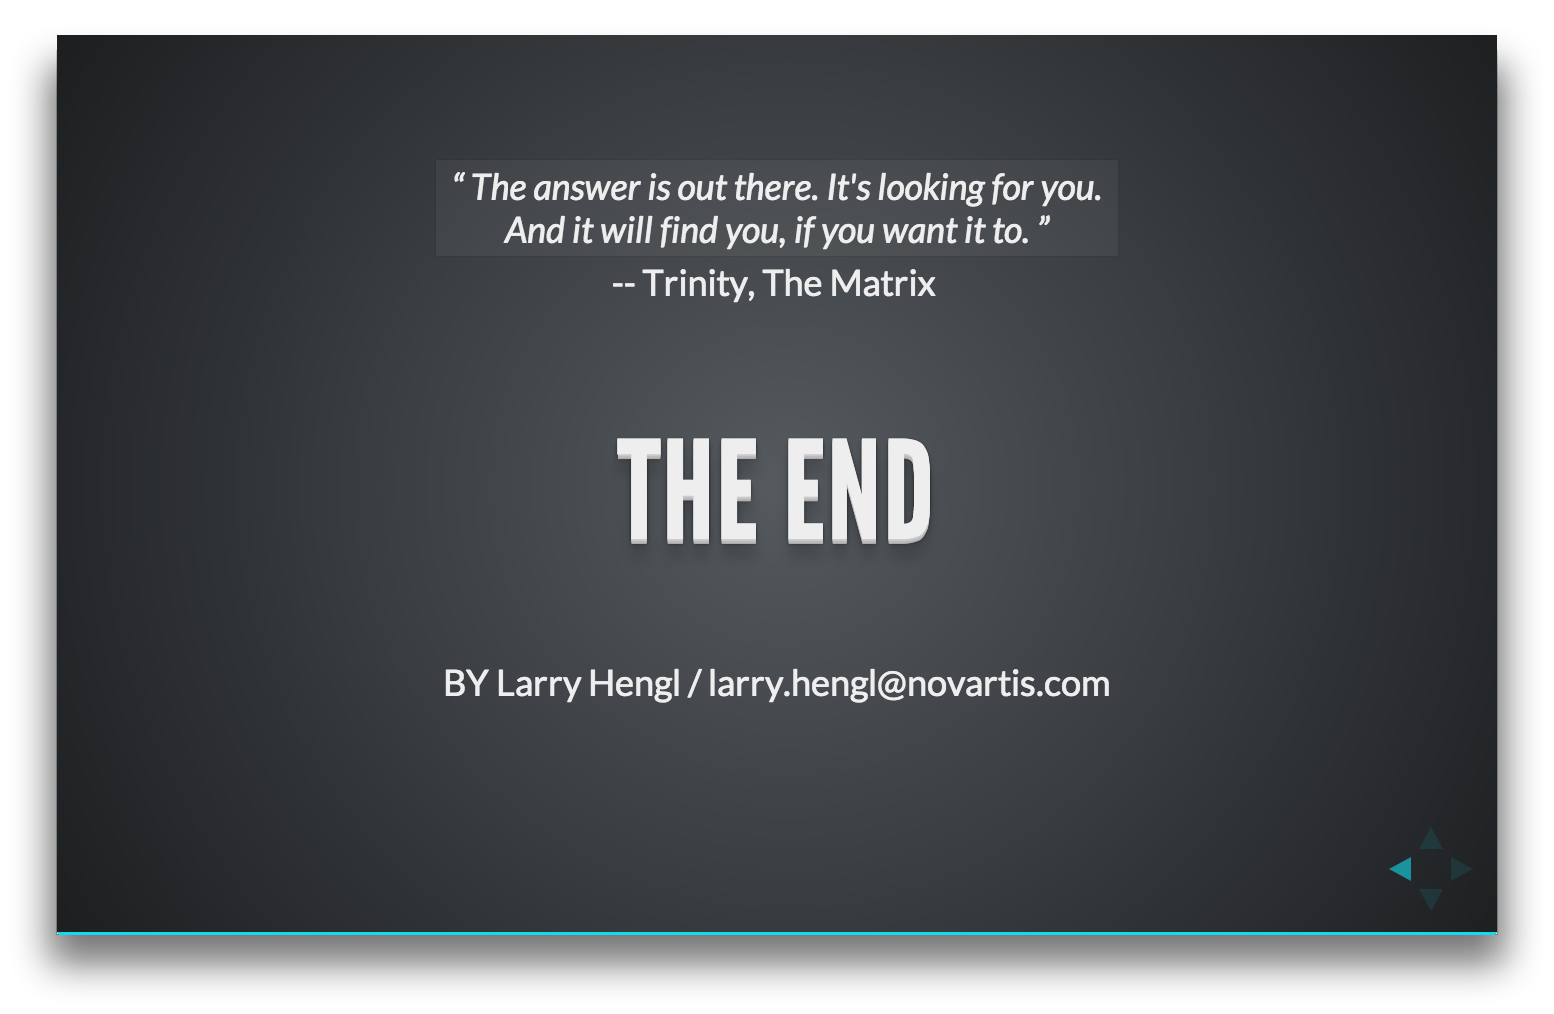 “ The answer is out there. It's looking for you.
And it will find you, if you want it to. ”
-- Trinity, The Matrix
THE END
BY Larry Hengl / larry.hengl@novartis.com